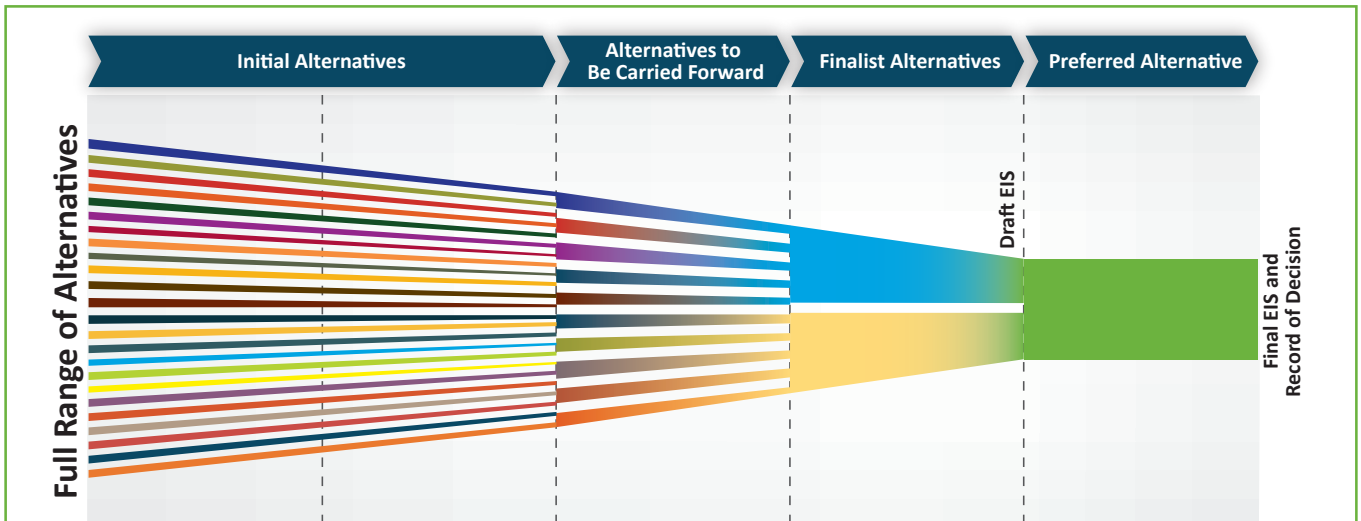 Initial Alternatives
Alternatives to
Be Carried Forward
Finalist Alternatives
Preferred Alternative
Full Range of Alternatives
Draft EIS
Final EIS and
Record of Decision